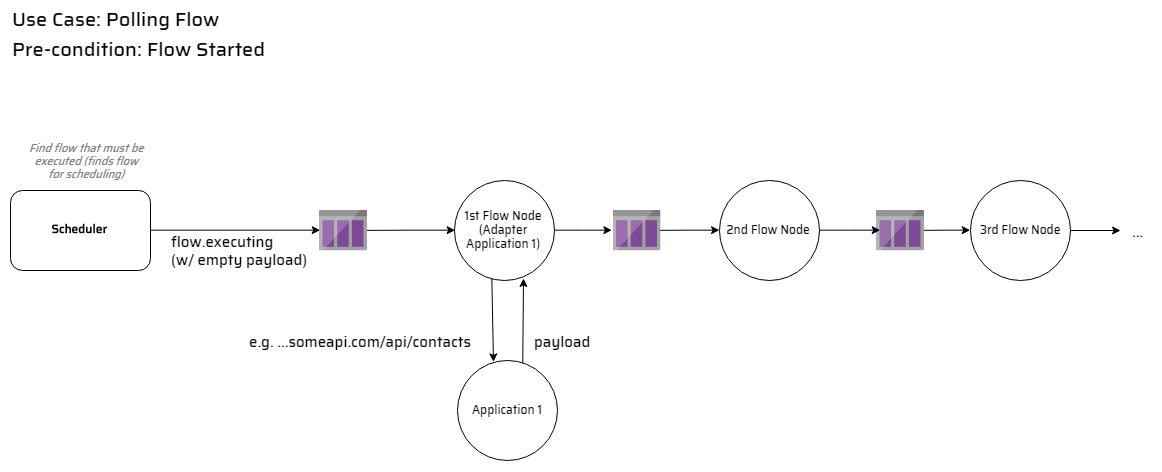 Use Case: Polling Flow
Pre-condition: Flow Started
Find flow that must be
executed (finds flow
for scheduling)
Scheduler
flow.executing
(w/ empty payload)
1st Flow Node
(Adapter
Application 1)
2nd Flow Node
3rd Flow Node
...
e.g. ...someapi.com/api/contacts
payload
Application 1